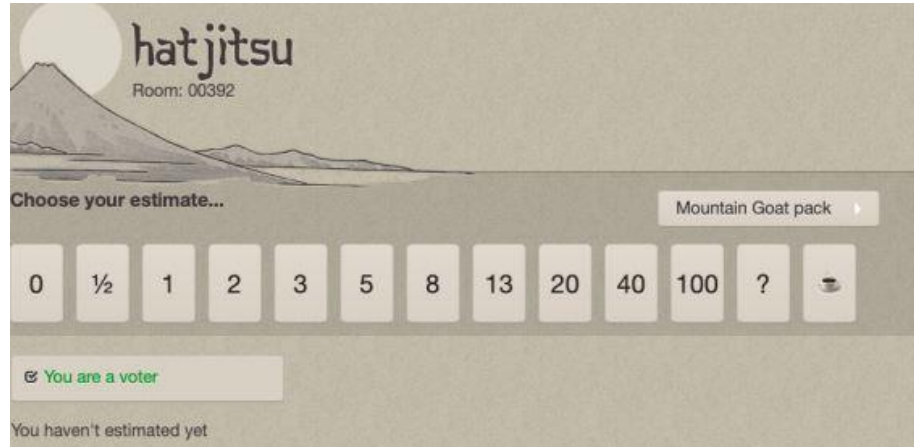 hatjitsu
Room: 00392
Choose your estimate...
Mountain Goat pack
0 ½ 1 2 3 5 8 13 20 40 100 ?
You are a voter
You haven't estimated yet